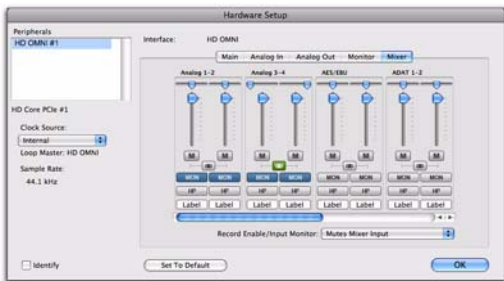 Hardware Setup
Peripherals
HD OMNI #1
Interface: HD OMNI
Main Analog In Analog Out Monitor Mixer
Analog 1-2 Analog 3-4 AES/EBU ADAT 1-2
HD Core PCIe #1
Clock Source:
Internal
Loop Master: HD OMNI
Sample Rate:
44.1 kHz
M M M M M M M M
MON MON MON MON MON MON MON MON
HP HP HP HP HP HP HP HP
Label Label Label Label Label Label Label Label
Record Enable/Input Monitor: Mutes Mixer Input
Identify Set To Default OK